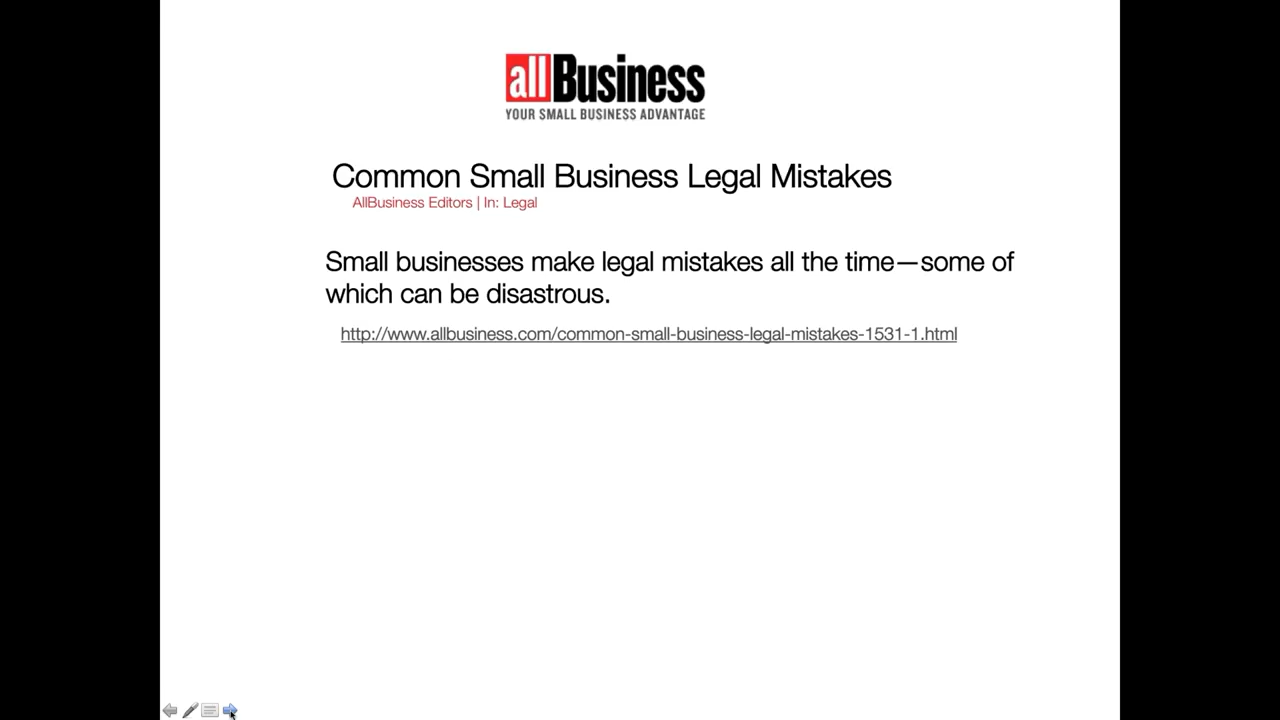 allBusiness
YOUR SMALL BUSINESS ADVANTAGE
Common Small Business Legal Mistakes
AllBusiness Editors | In: Legal
Small businesses make legal mistakes all the time—some of
which can be disastrous.
http://www.allbusiness.com/common-small-business-legal-mistakes-1531-1.html